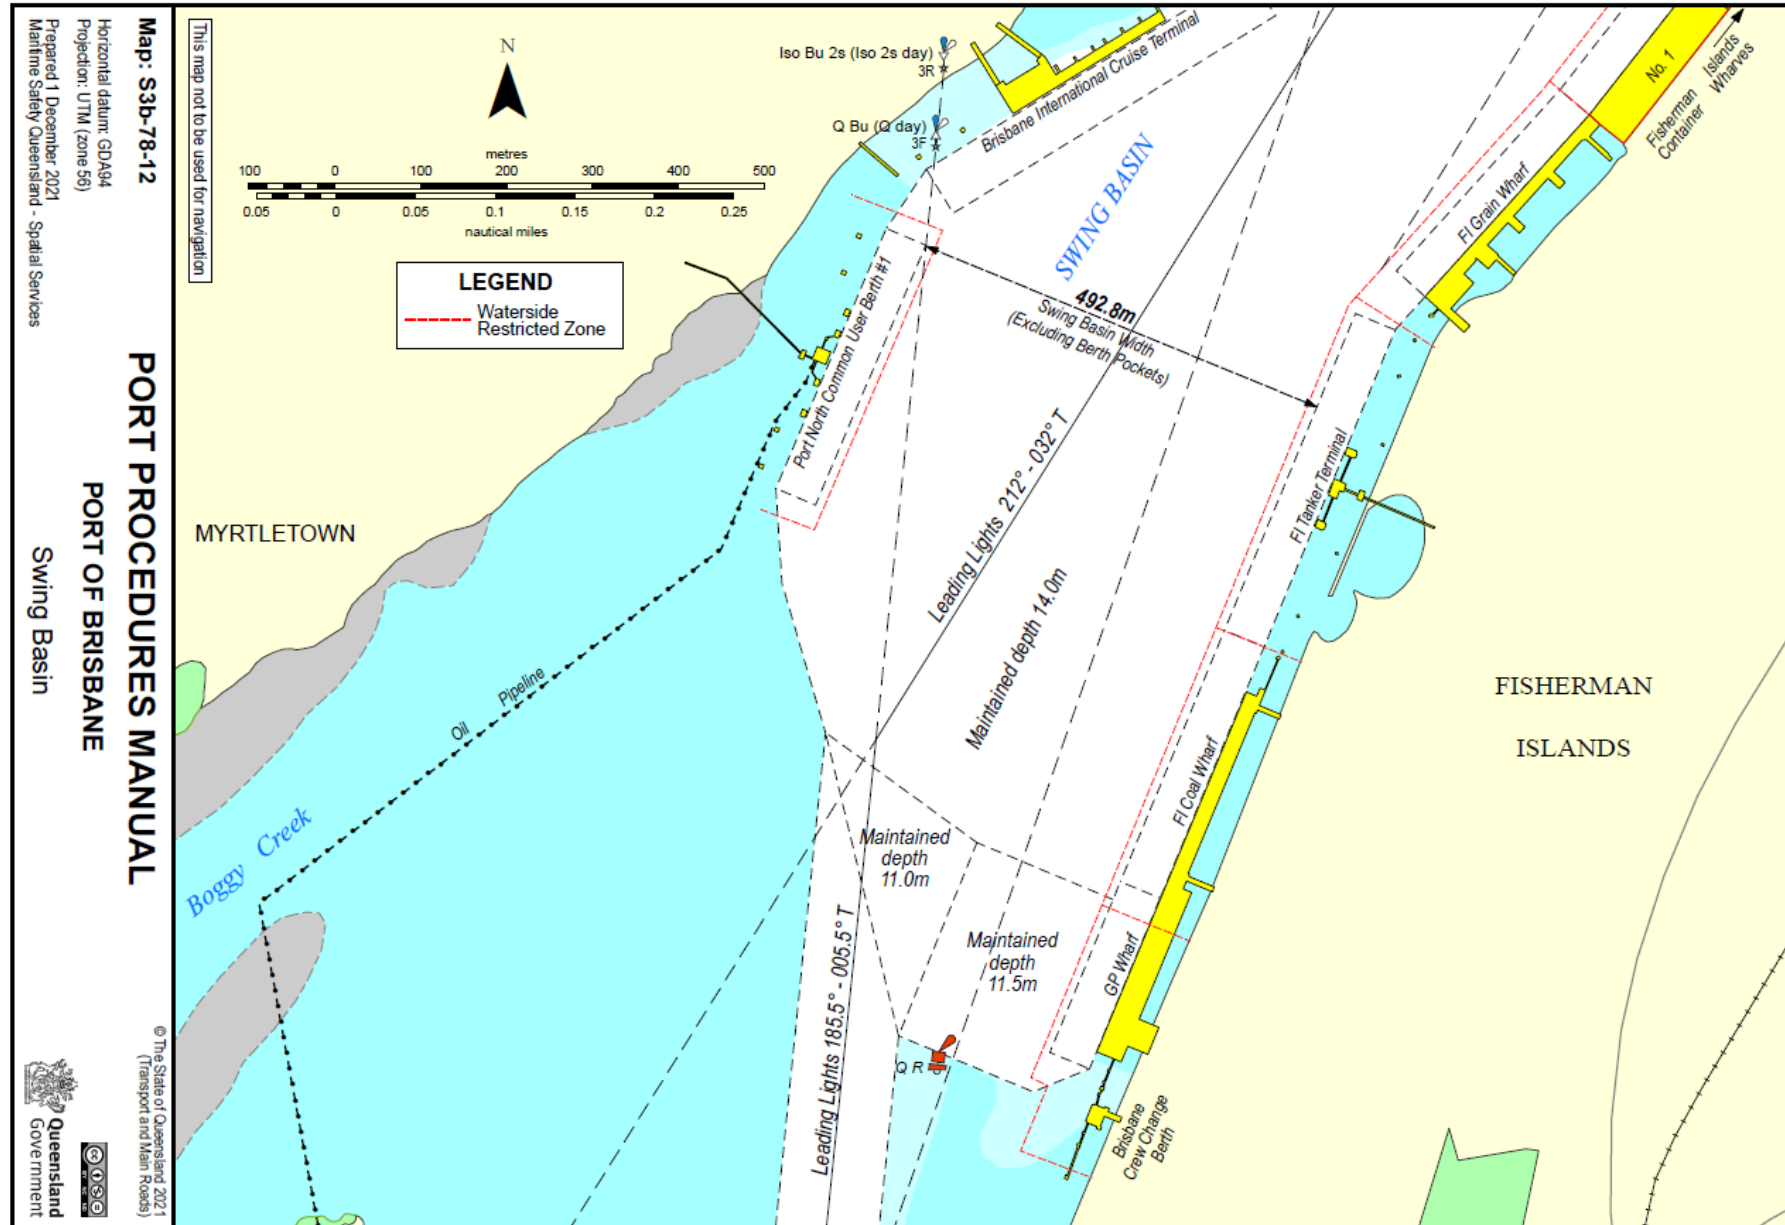 Map: S3b-78-12
Horizontal datum: GDA94
Projection: UTM (zone 56)
Prepared 1 December 2021
Maritime Safety Queensland - Spatial Services
PORT PROCEDURES MANUAL
PORT OF BRISBANE
Swing Basin
© The State of Queensland 2021
(Transport and Main Roads)
Queensland
Government
This map not to be used for navigation
N
metres
100 0 100 200 300 400 500
0.05 0 0.05 0.1 0.15 0.2 0.25
nautical miles
LEGEND
Waterside
Restricted Zone
Iso Bu 2s (Iso 2s day)
3R
Q Bu (Q day)
3F
Brisbane International Cruise Terminal
SWING BASIN
No. 1
Fisherman Islands
Container Wharves
FI Grain Wharf
492.8m
Swing Basin Width
(Excluding Berth Pockets)
Port North Common User Berth #1
Leading Lights 212° - 032° T
FI Tanker Terminal
MYRTLETOWN
Maintained depth 14.0m
Oil Pipeline
FISHERMAN
ISLANDS
FI Coal Wharf
Boggy Creek
Maintained
depth
11.0m
Maintained
depth
11.5m
GP Wharf
Leading Lights 185.5° - 005.5° T
Q R
Brisbane
Crew Change
Berth